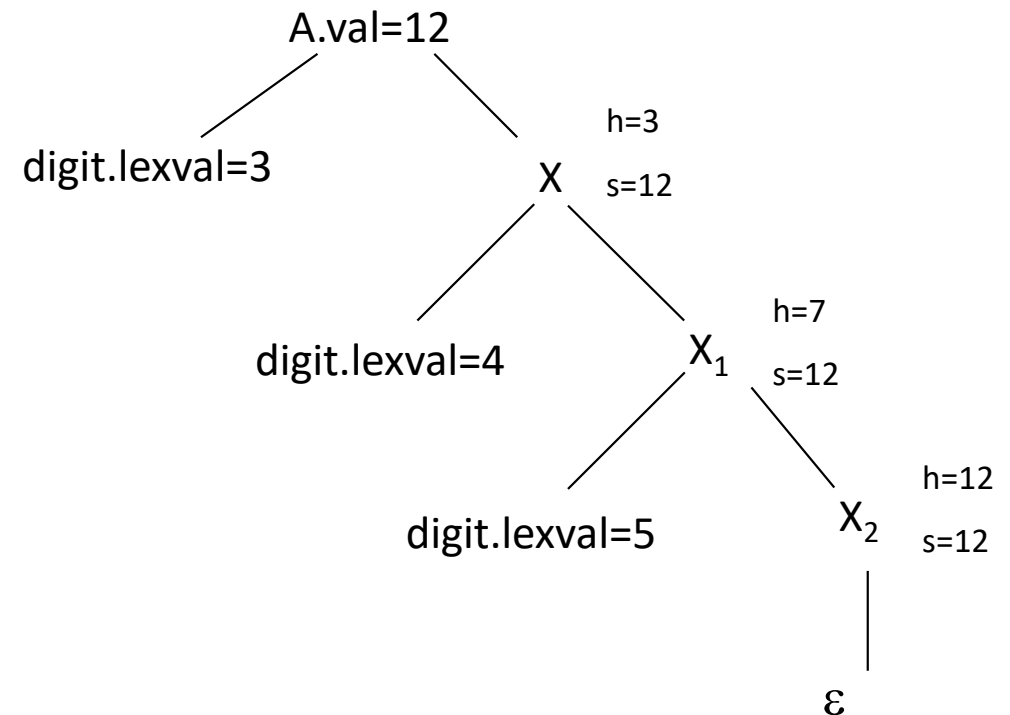 A.val=12
digit.lexval=3
X
h=3
s=12
digit.lexval=4
X₁
h=7
s=12
digit.lexval=5
X₂
h=12
s=12
ε